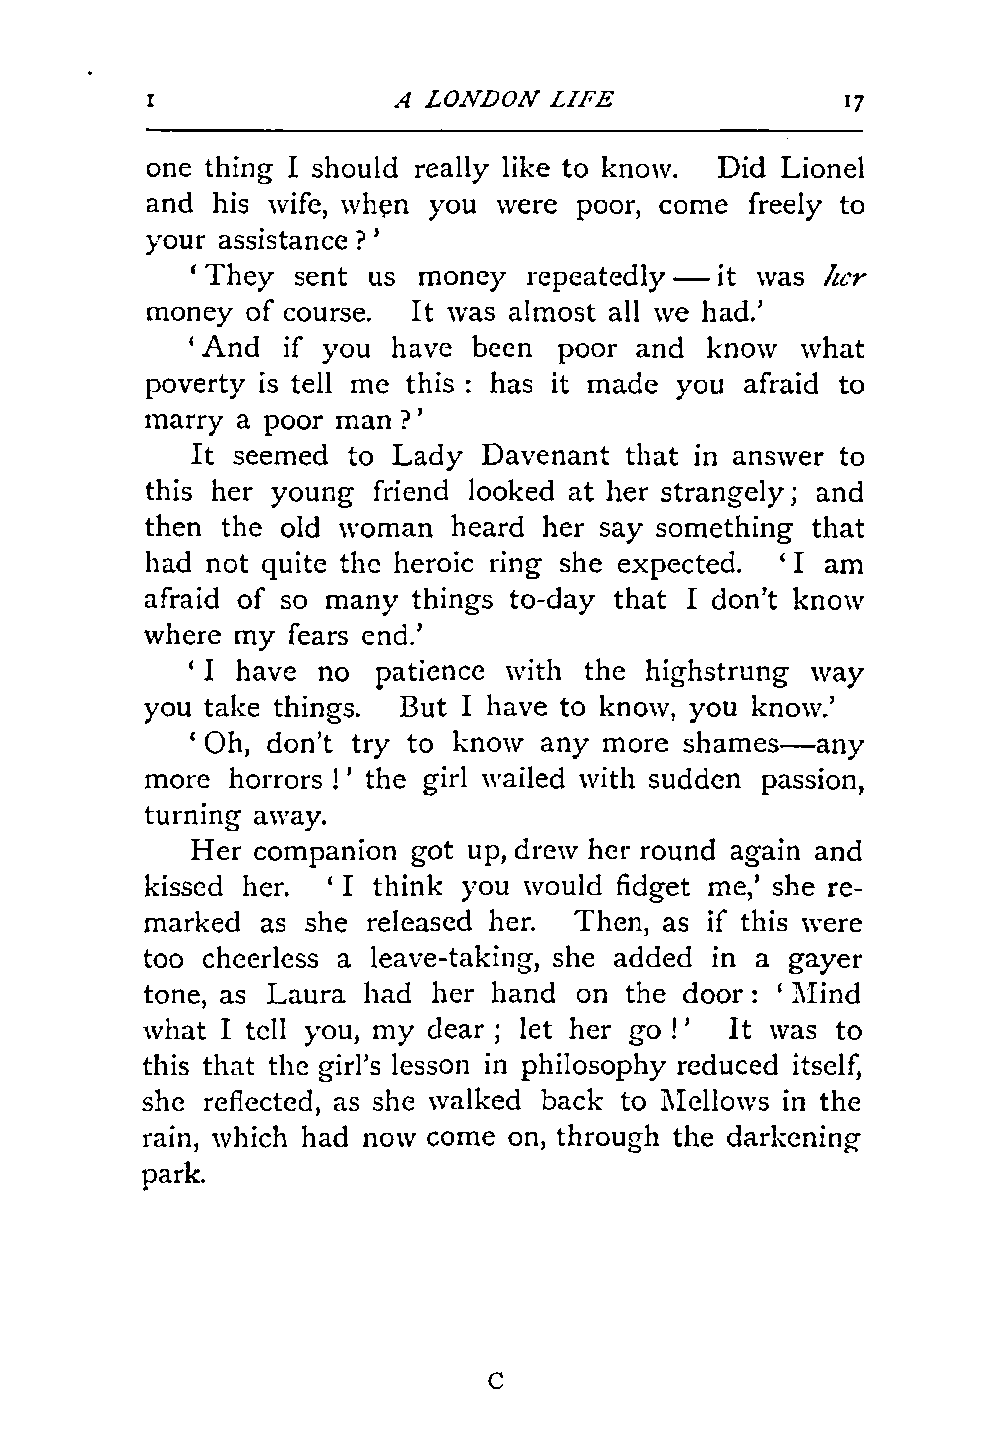 I A LONDON LIFE 17
one thing I should really like to know. Did Lionel
and his wife, when you were poor, come freely to
your assistance?'
'They sent us money repeatedly—it was her
money of course. It was almost all we had.'
'And if you have been poor and know what
poverty is tell me this: has it made you afraid to
marry a poor man?'
It seemed to Lady Davenant that in answer to
this her young friend looked at her strangely; and
then the old woman heard her say something that
had not quite the heroic ring she expected. 'I am
afraid of so many things to-day that I don't know
where my fears end.'
'I have no patience with the highstrung way
you take things. But I have to know, you know.'
'Oh, don't try to know any more shames—any
more horrors!' the girl wailed with sudden passion,
turning away.
Her companion got up, drew her round again and
kissed her. 'I think you would fidget me,' she re-
marked as she released her. Then, as if this were
too cheerless a leave-taking, she added in a gayer
tone, as Laura had her hand on the door: 'Mind
what I tell you, my dear; let her go!' It was to
this that the girl's lesson in philosophy reduced itself,
she reflected, as she walked back to Mellows in the
rain, which had now come on, through the darkening
park.
C